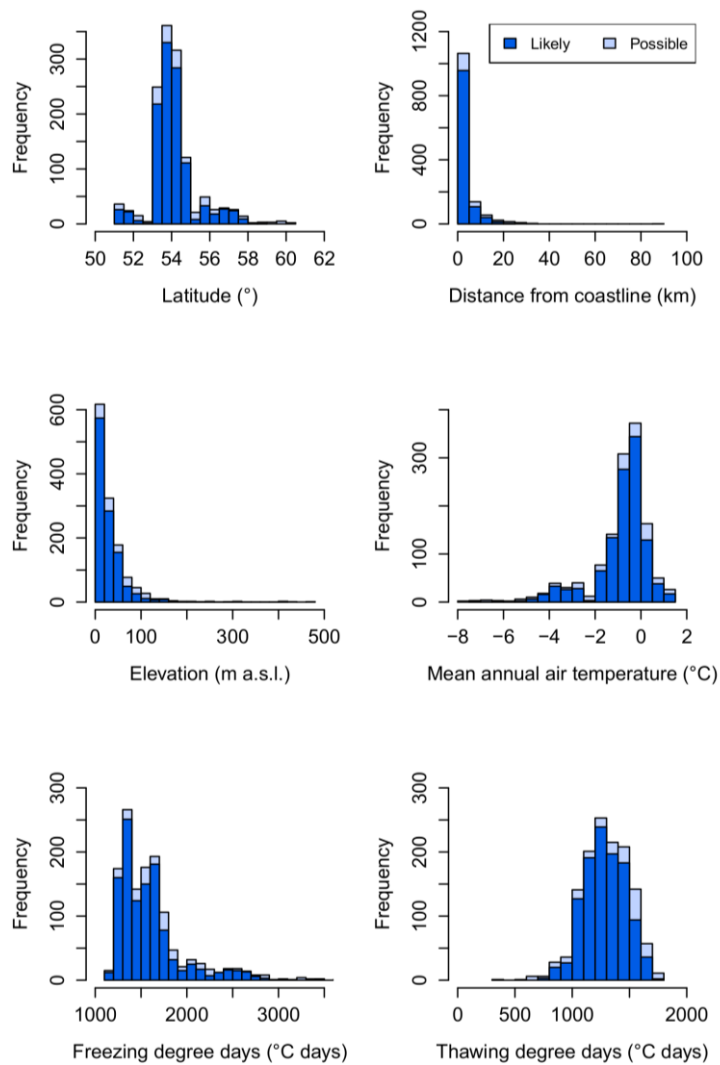 Frequency
0 100 200 300
50 52 54 56 58 60 62
Latitude (°)
Frequency
0 400 800 1200
Likely Possible
0 20 40 60 80 100
Distance from coastline (km)
Frequency
0 200 400 600
0 100 300 500
Elevation (m a.s.l.)
Frequency
0 100 300
−8 −6 −4 −2 0 2
Mean annual air temperature (°C)
Frequency
0 100 200 300
1000 2000 3000
Freezing degree days (°C days)
Frequency
0 100 200 300
0 500 1000 2000
Thawing degree days (°C days)